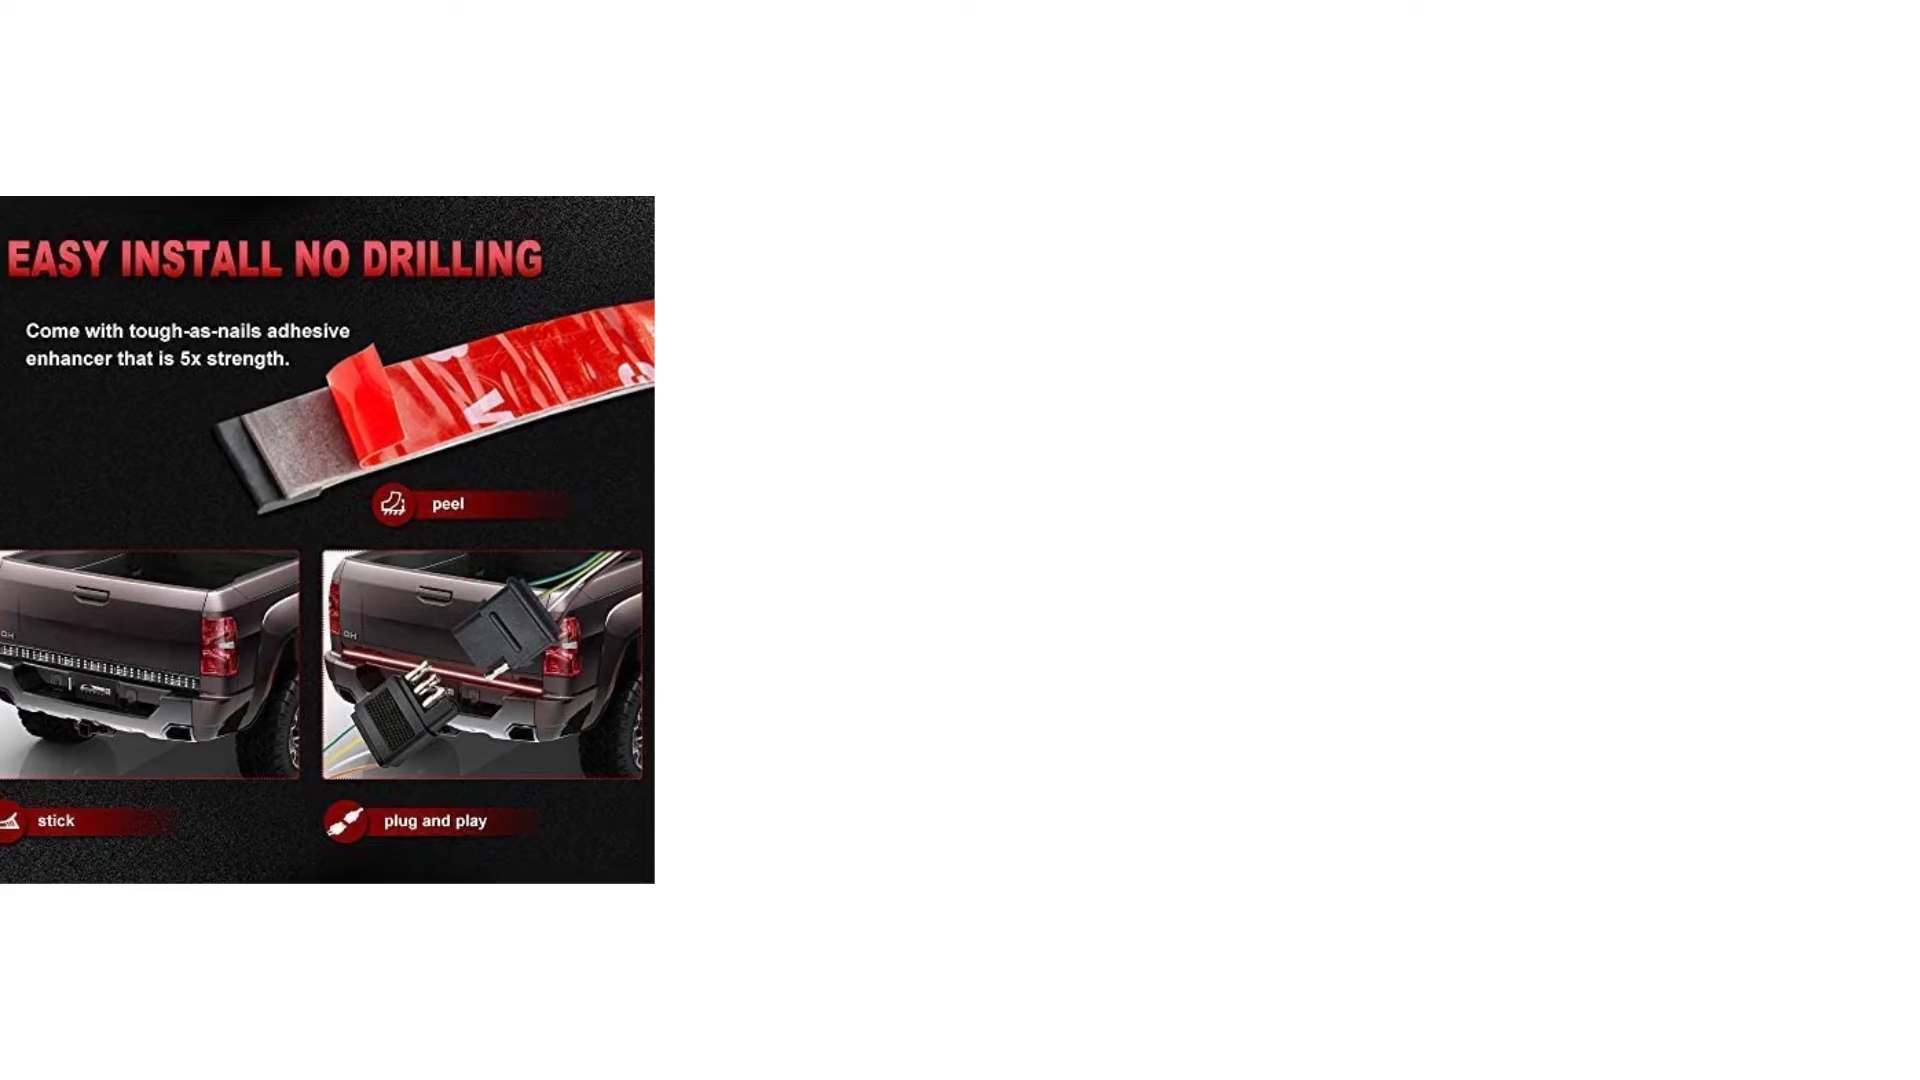 EASY INSTALL NO DRILLING
Come with tough-as-nails adhesive
enhancer that is 5x strength.
peel
stick
plug and play